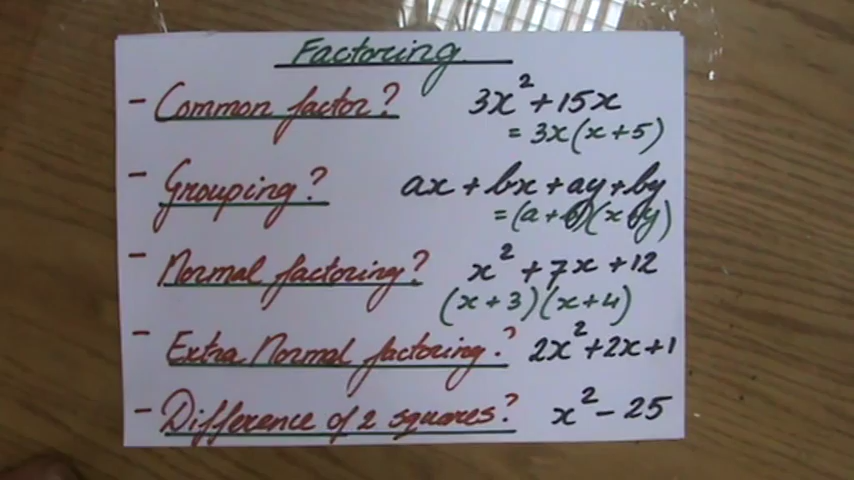 Factoring
- Common factor? 3x² + 15x
= 3x(x+5)
- Grouping? ax + bx + ay + by
= (a+b)(x+y)
- Normal factoring? x² + 7x + 12
(x+3)(x+4)
- Extra Normal factoring? 2x² + 2x + 1
- Difference of 2 squares? x² - 25